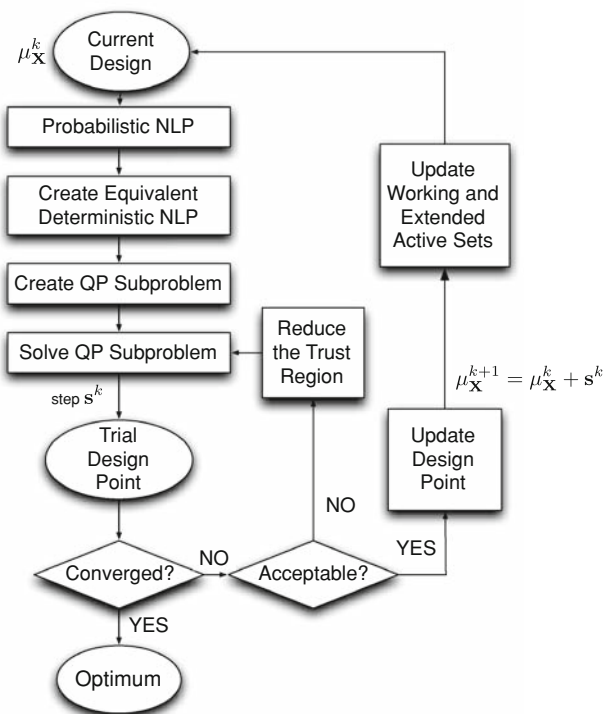 μ_X^k
Current
Design
Probabilistic NLP
Create Equivalent
Deterministic NLP
Create QP Subproblem
Solve QP Subproblem
step s^k
Trial
Design
Point
Converged?
NO
YES
Optimum
Acceptable?
NO
Reduce
the Trust
Region
YES
Update
Design
Point
μ_X^{k+1} = μ_X^k + s^k
Update
Working and
Extended
Active Sets